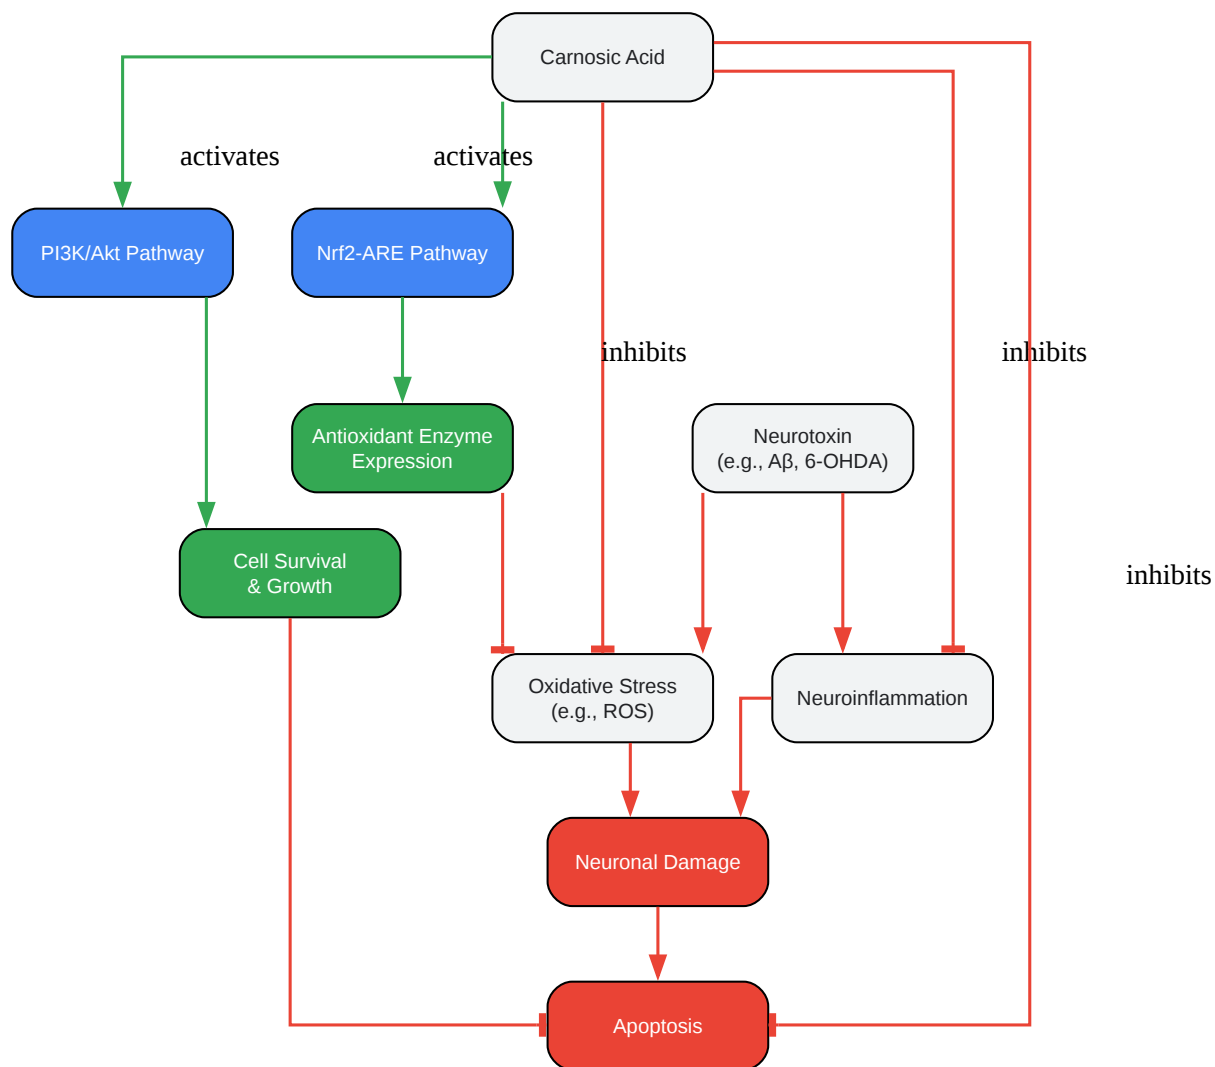 Carnosic Acid
activates
activates
PI3K/Akt Pathway
Nrf2-ARE Pathway
inhibits
inhibits
Antioxidant Enzyme
Expression
Neurotoxin
(e.g., Aβ, 6-OHDA)
Cell Survival
& Growth
inhibits
Oxidative Stress
(e.g., ROS)
Neuroinflammation
Neuronal Damage
Apoptosis